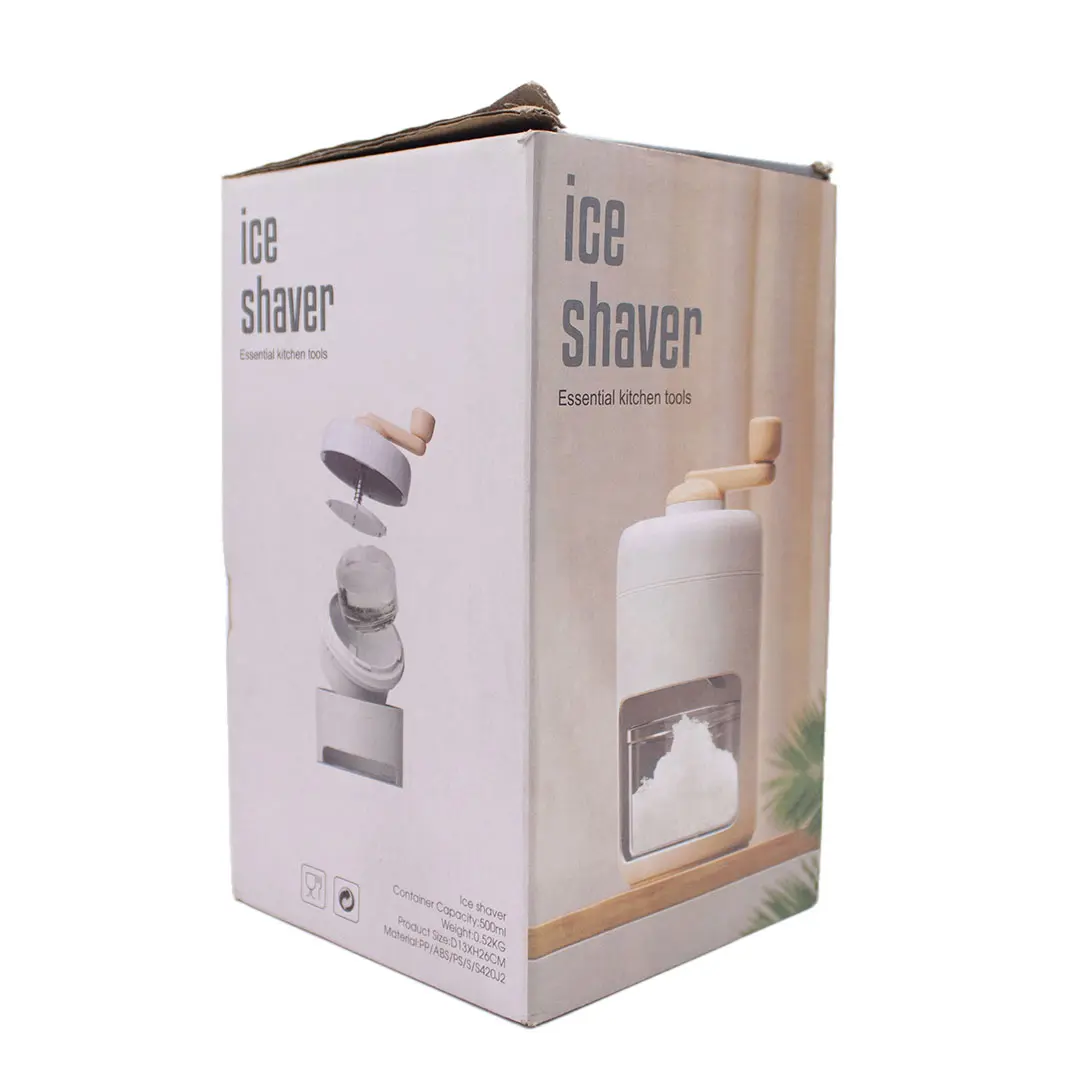 ice
shaver
Essential kitchen tools
Ice shaver
Container Capacity:500ml
Weight:0.52KG
Product Size:D13XH26CM
Material:PP/ABS/PS/S/S420J2
ice
shaver
Essential kitchen tools